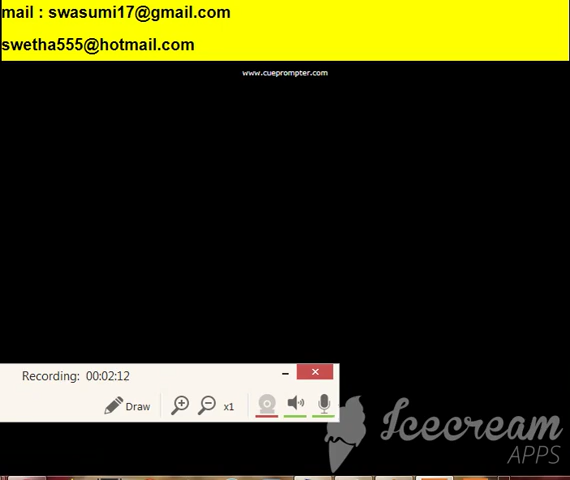 mail : swasumi17@gmail.com
swetha555@hotmail.com
www.cueprompter.com
Recording: 00:02:12
Draw x1
Icecream
APPS